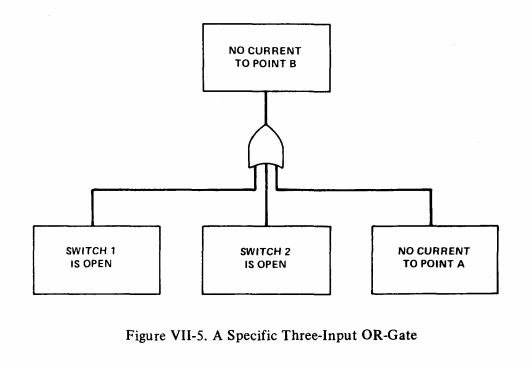 NO CURRENT
TO POINT B
SWITCH 1
IS OPEN
SWITCH 2
IS OPEN
NO CURRENT
TO POINT A
Figure VII-5. A Specific Three-Input OR-Gate